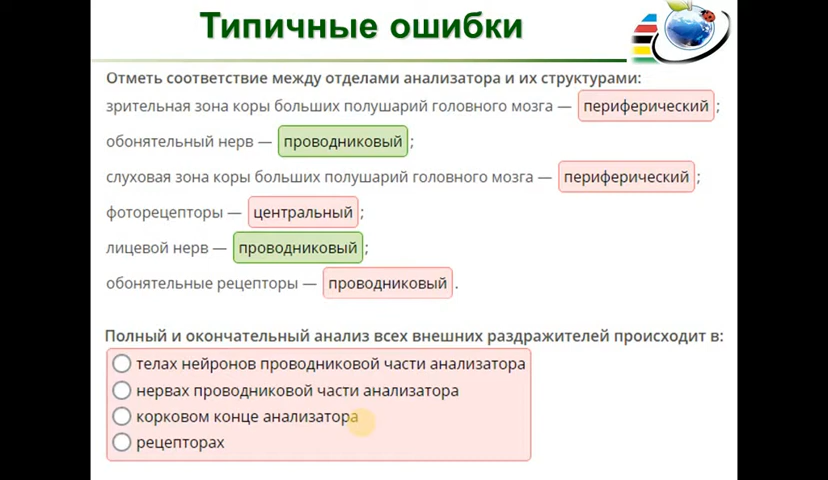 Типичные ошибки
Отметь соответствие между отделами анализатора и их структурами:
зрительная зона коры больших полушарий головного мозга — периферический ;
обонятельный нерв — проводниковый ;
слуховая зона коры больших полушарий головного мозга — периферический ;
фоторецепторы — центральный ;
лицевой нерв — проводниковый ;
обонятельные рецепторы — проводниковый .
Полный и окончательный анализ всех внешних раздражителей происходит в:
телах нейронов проводниковой части анализатора
нервах проводниковой части анализатора
корковом конце анализатора
рецепторах